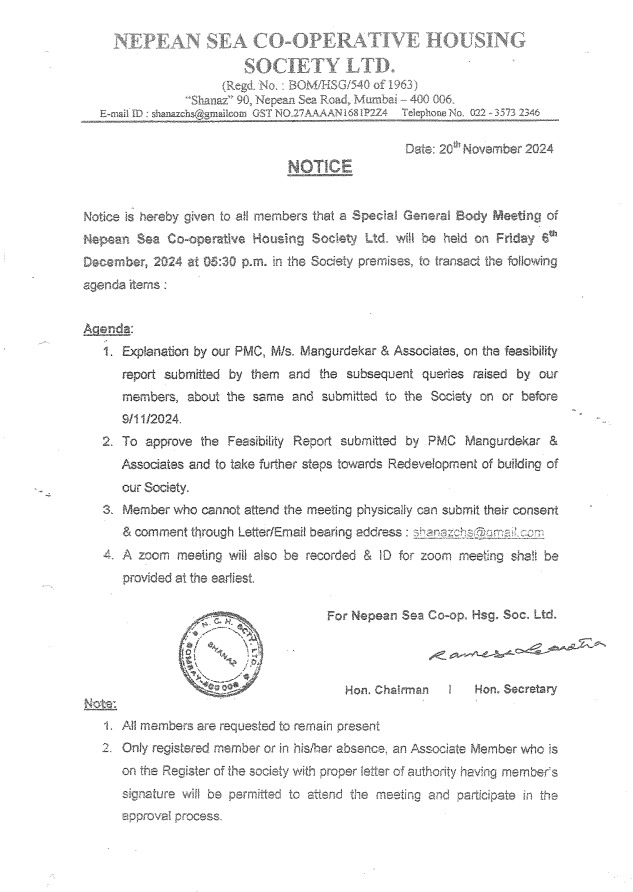 NEPEAN SEA CO-OPERATIVE HOUSING
SOCIETY LTD.
(Regd. No. : BOM/HSG/540 of 1963)
"Shanaz" 90, Nepean Sea Road, Mumbai – 400 006.
E-mail ID : shanazchs@gmailcom GST NO.27AAAAN1681P2Z4 Telephone No. 022 - 3573 2346
Date: 20th November 2024
NOTICE
Notice is hereby given to all members that a Special General Body Meeting of
Nepean Sea Co-operative Housing Society Ltd. will be held on Friday 6th
December, 2024 at 05:30 p.m. in the Society premises, to transact the following
agenda items :
Agenda:
1. Explanation by our PMC, M/s. Mangurdekar & Associates, on the feasibility
report submitted by them and the subsequent queries raised by our
members, about the same and submitted to the Society on or before
9/11/2024.
2. To approve the Feasibility Report submitted by PMC Mangurdekar &
Associates and to take further steps towards Redevelopment of building of
our Society.
3. Member who cannot attend the meeting physically can submit their consent
& comment through Letter/Email bearing address : shanazchs@gmail.com
4. A zoom meeting will also be recorded & ID for zoom meeting shall be
provided at the earliest.
For Nepean Sea Co-op. Hsg. Soc. Ltd.
N. C. H. SCTY. LTD.
SHANAZ
BOMBAY-400 006
Hon. Chairman | Hon. Secretary
Note:
1. All members are requested to remain present
2. Only registered member or in his/her absence, an Associate Member who is
on the Register of the society with proper letter of authority having member's
signature will be permitted to attend the meeting and participate in the
approval process.